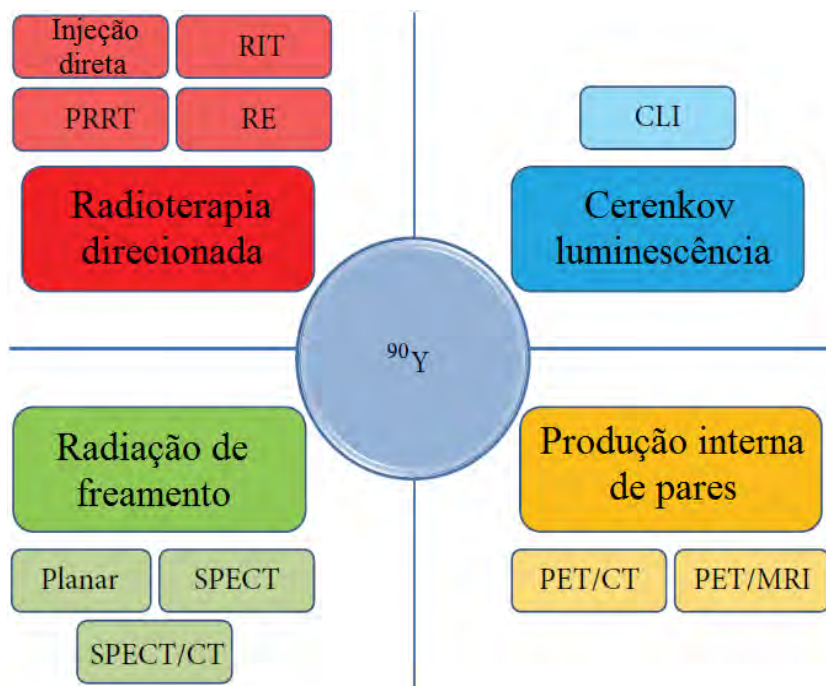 Injeção
direta
RIT
PRRT
RE
Radioterapia
direcionada
CLI
Cerenkov
luminescência
⁹⁰Y
Radiação de
freamento
Planar
SPECT
SPECT/CT
Produção interna
de pares
PET/CT
PET/MRI